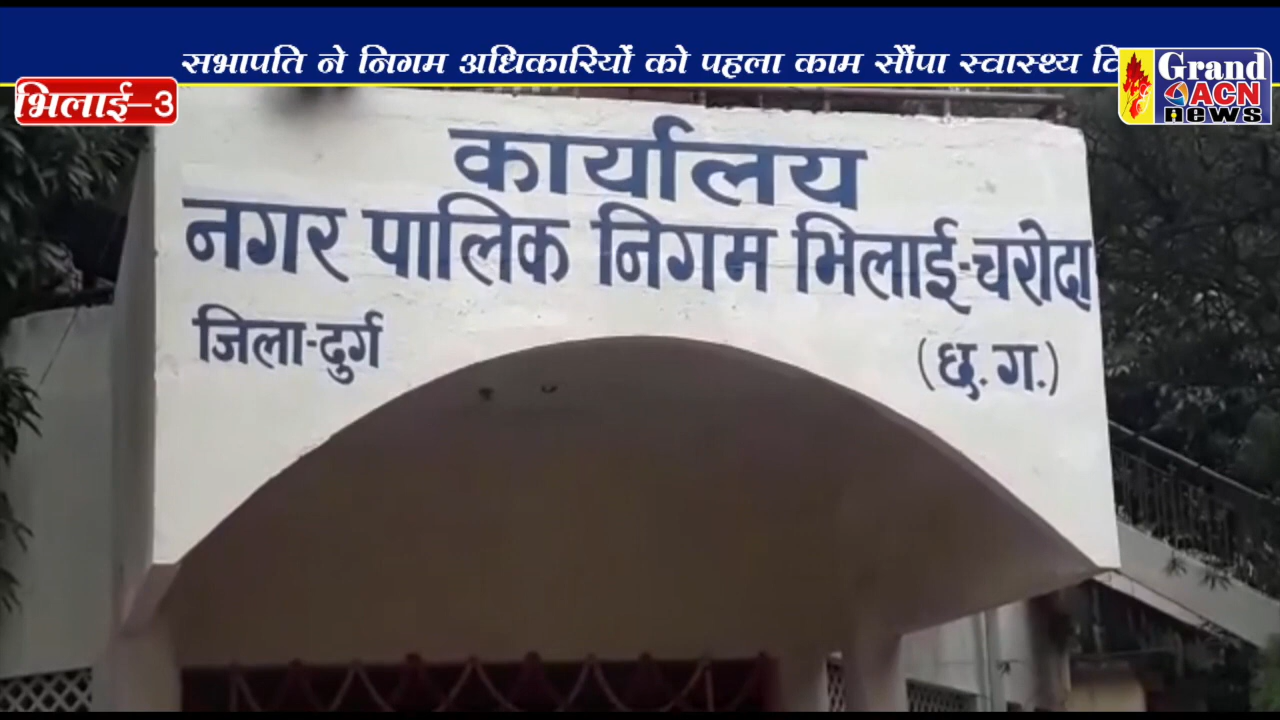 सभापति ने निगम अधिकारियों को पहला काम सौंपा स्वास्थ्य
भिलाई-3
Grand
ACN
news
कार्यालय
नगर पालिक निगम भिलाई-चरोदा
जिला-दुर्ग
(छ. ग.)